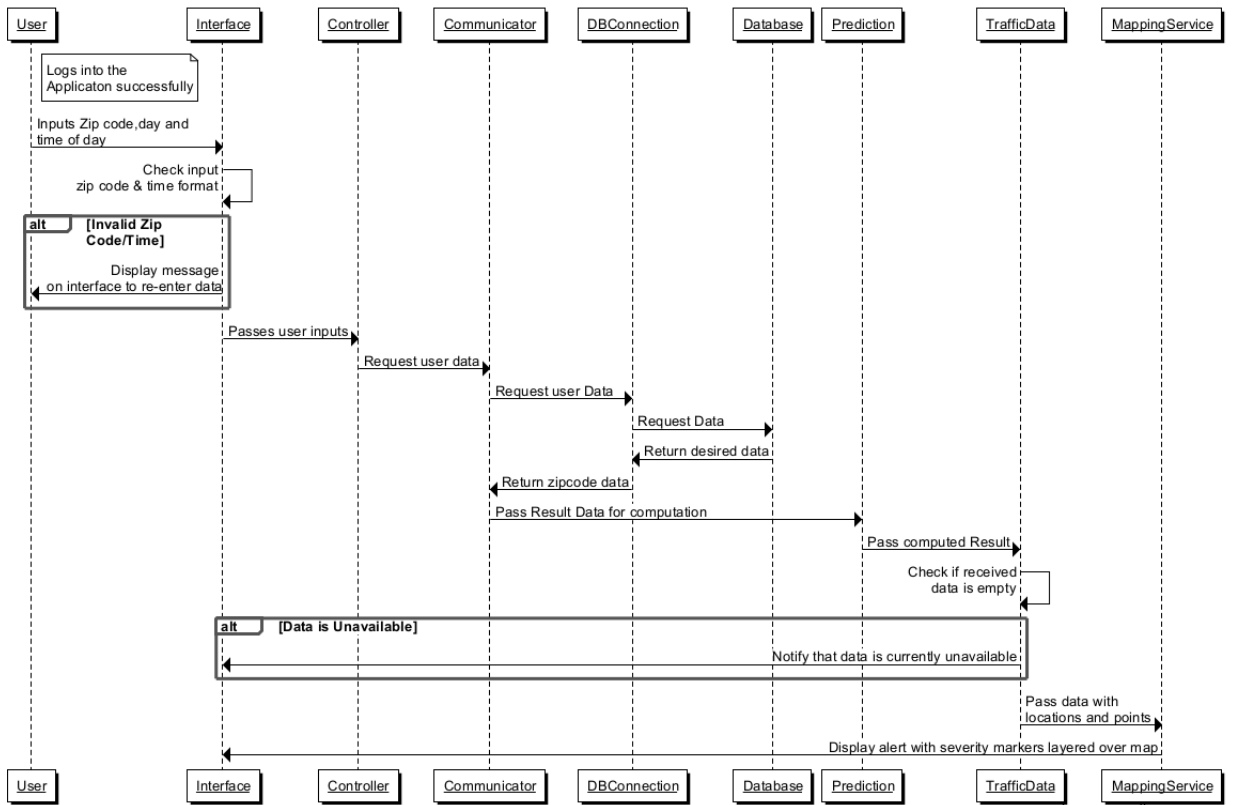 User Interface Controller Communicator DBConnection Database Prediction TrafficData MappingService
Logs into the
Applicaton successfully
Inputs Zip code,day and
time of day
Check input
zip code & time format
alt [Invalid Zip
Code/Time]
Display message
on interface to re-enter data
Passes user inputs
Request user data
Request user Data
Request Data
Return desired data
Return zipcode data
Pass Result Data for computation
Pass computed Result
Check if received
data is empty
alt [Data is Unavailable]
Notify that data is currently unavailable
Pass data with
locations and points
Display alert with severity markers layered over map
User Interface Controller Communicator DBConnection Database Prediction TrafficData MappingService